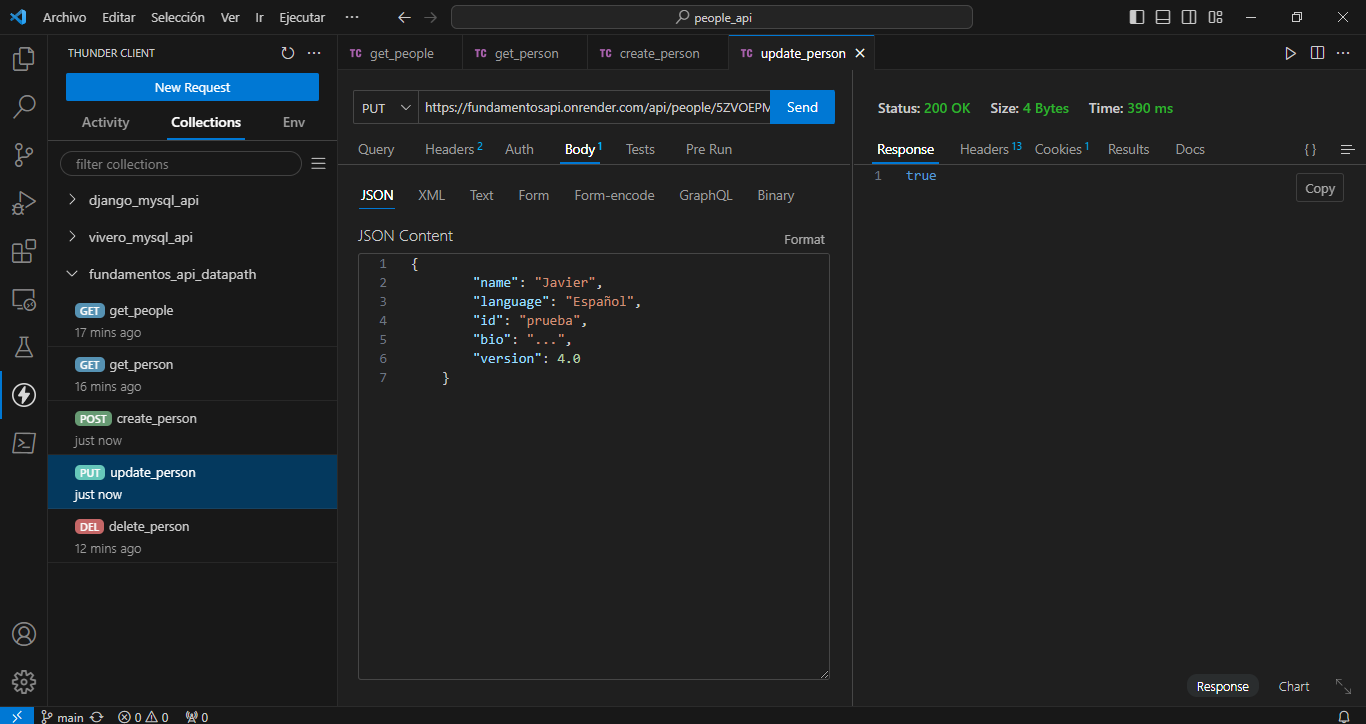 Archivo Editar Selección Ver Ir Ejecutar ··· people_api
THUNDER CLIENT ···
New Request
Activity Collections Env
filter collections
django_mysql_api
vivero_mysql_api
fundamentos_api_datapath
GET get_people
17 mins ago
GET get_person
16 mins ago
POST create_person
just now
PUT update_person
just now
DEL delete_person
12 mins ago
TC get_people TC get_person TC create_person TC update_person
PUT https://fundamentosapi.onrender.com/api/people/5ZVOEPM Send
Query Headers 2 Auth Body 1 Tests Pre Run
JSON XML Text Form Form-encode GraphQL Binary
JSON Content Format
1 {
2 "name": "Javier",
3 "language": "Español",
4 "id": "prueba",
5 "bio": "...",
6 "version": 4.0
7 }
Status: 200 OK Size: 4 Bytes Time: 390 ms
Response Headers 13 Cookies 1 Results Docs { }
1 true
Copy
Response Chart
main 0 0 0